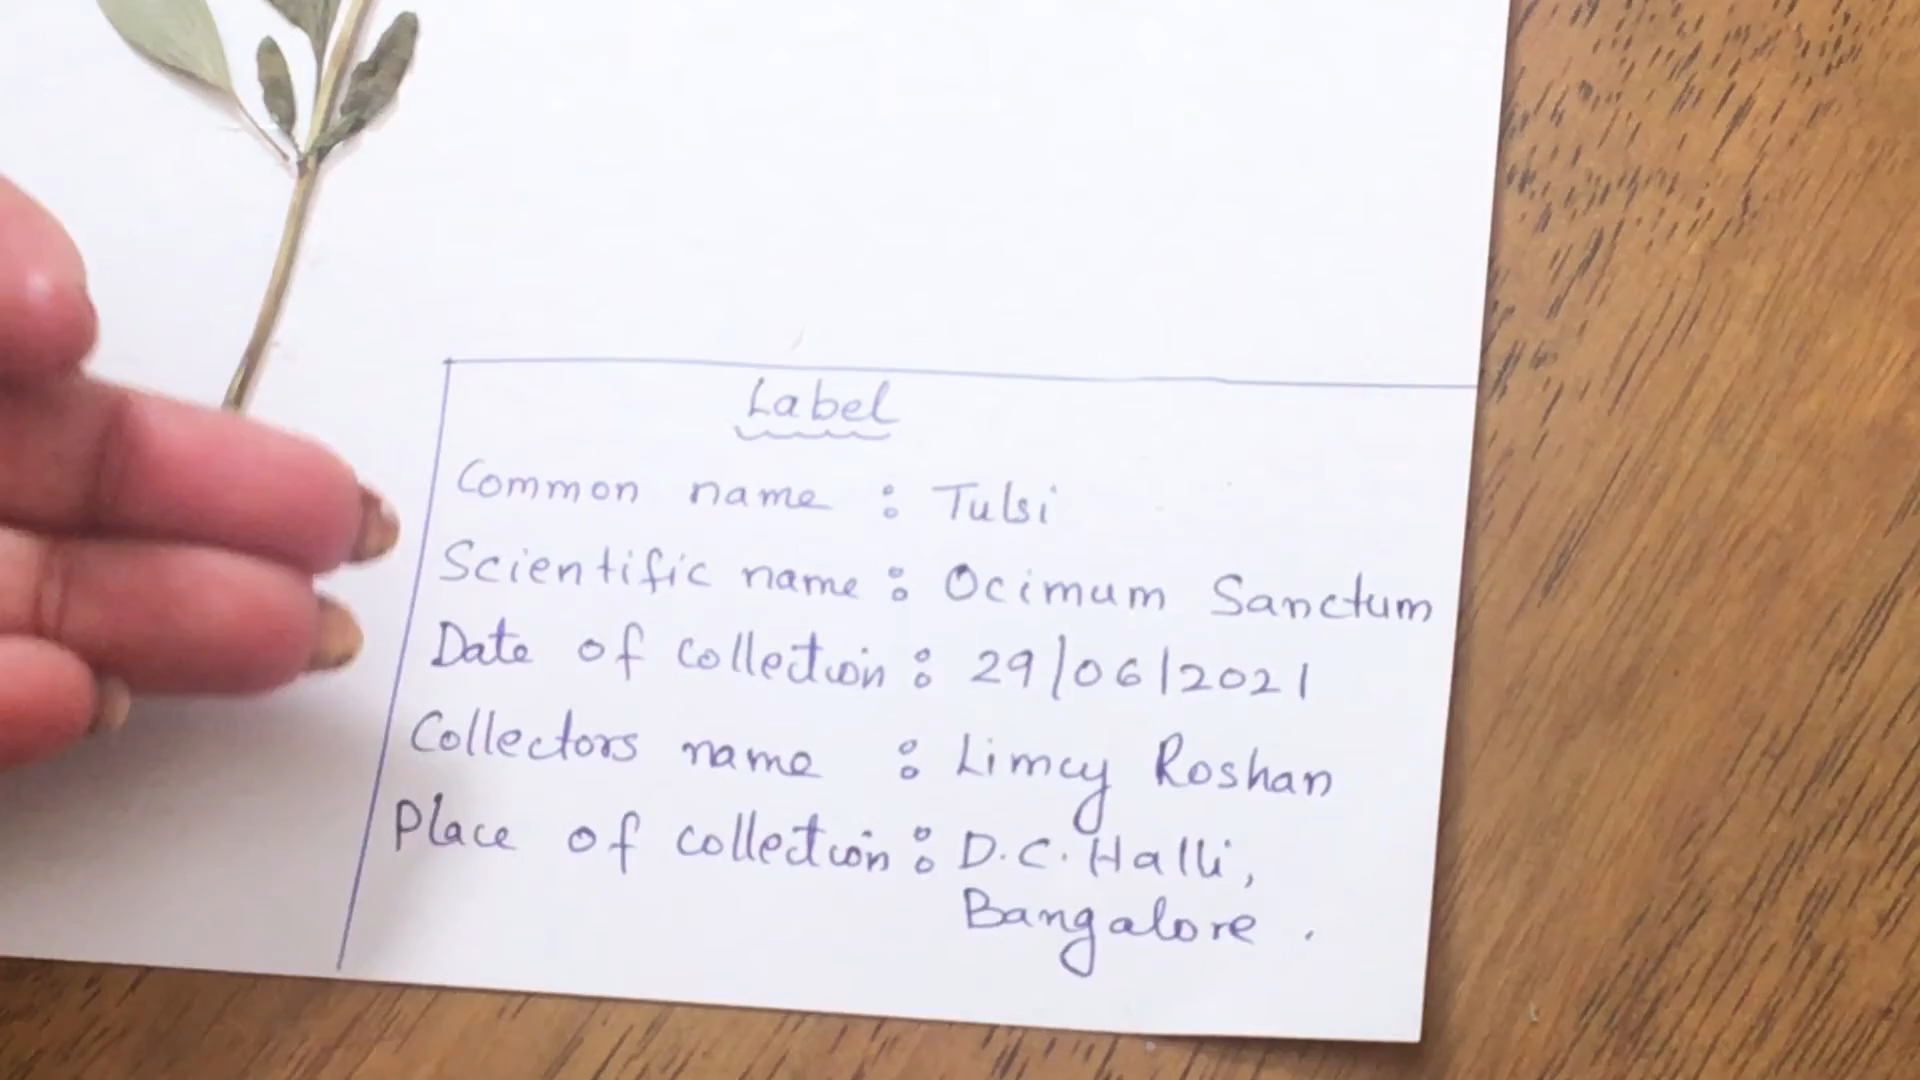 Label
Common name : Tulsi
Scientific name : Ocimum Sanctum
Date of collection : 29/06/2021
Collectors name : Limcy Roshan
Place of collection : D.C. Halli,
Bangalore .